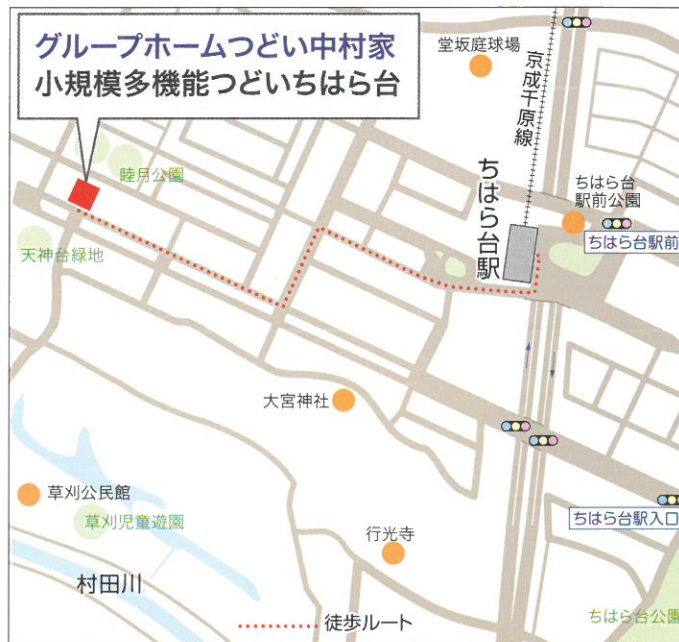 グループホームつどい中村家
小規模多機能つどいちはら台
堂坂庭球場
京成千原線
睦月公園
ちはら台駅
ちはら台
駅前公園
ちはら台駅前
天神台緑地
大宮神社
草刈公民館
草刈児童遊園
ちはら台駅入口
行光寺
村田川
ちはら台公園
徒歩ルート